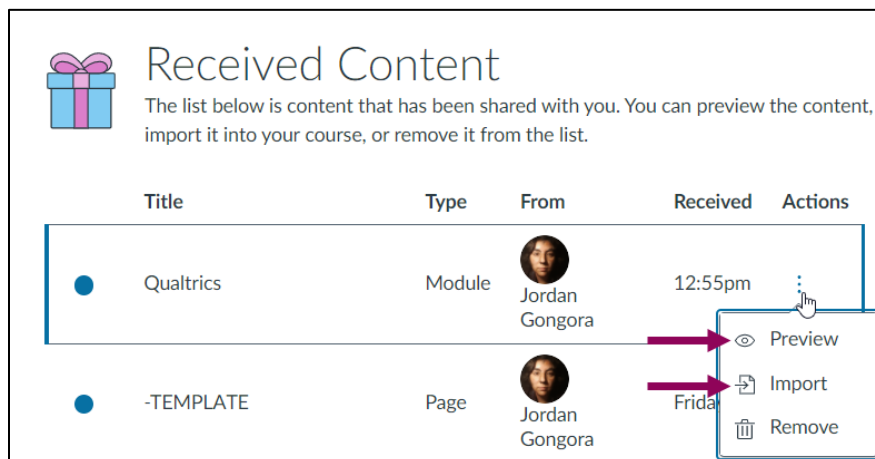 Received Content
The list below is content that has been shared with you. You can preview the content,
import it into your course, or remove it from the list.
Title Type From Received Actions
Qualtrics Module Jordan Gongora 12:55pm
Preview
Import
Remove
-TEMPLATE Page Jordan Gongora